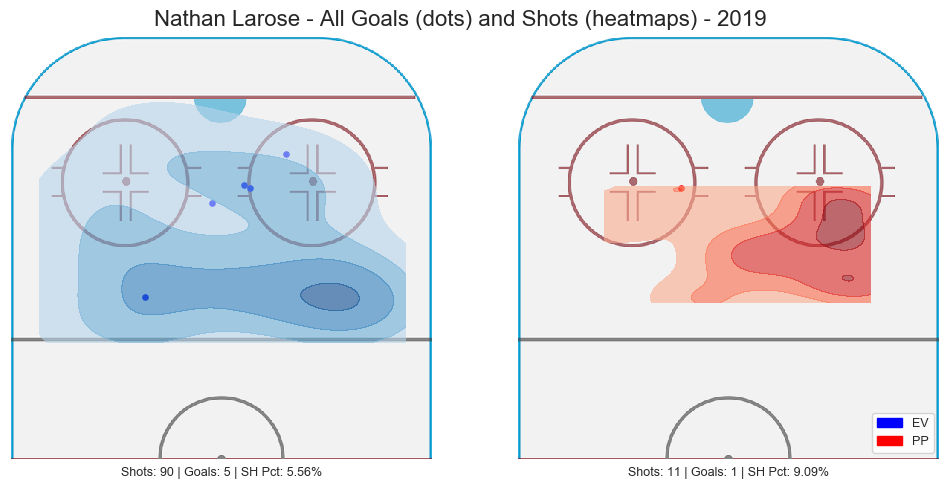 Nathan Larose - All Goals (dots) and Shots (heatmaps) - 2019
EV
PP
Shots: 90 | Goals: 5 | SH Pct: 5.56%
Shots: 11 | Goals: 1 | SH Pct: 9.09%